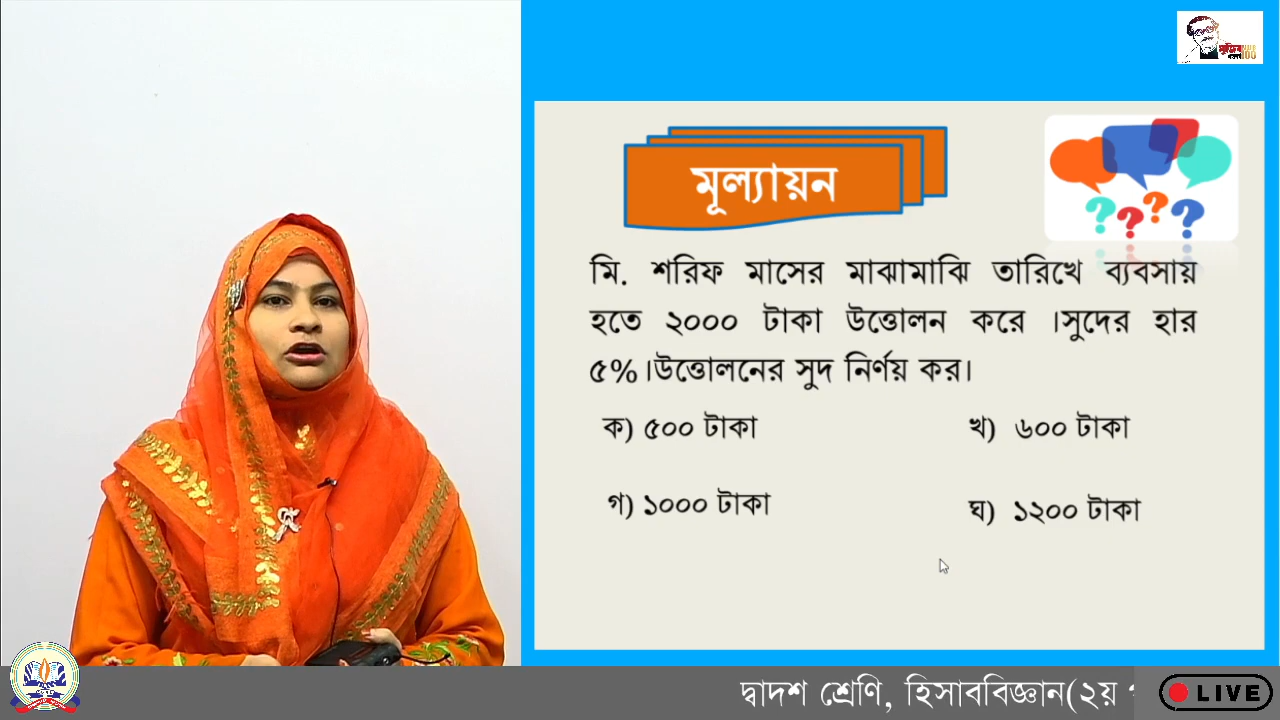 মূল্যায়ন
মি. শরিফ মাসের মাঝামাঝি তারিখে ব্যবসায়
হতে ২০০০ টাকা উত্তোলন করে ।সুদের হার
৫%।উত্তোলনের সুদ নির্ণয় কর।
ক) ৫০০ টাকা
খ) ৬০০ টাকা
গ) ১০০০ টাকা
ঘ) ১২০০ টাকা
দ্বাদশ শ্রেণি, হিসাববিজ্ঞান(২য়
LIVE